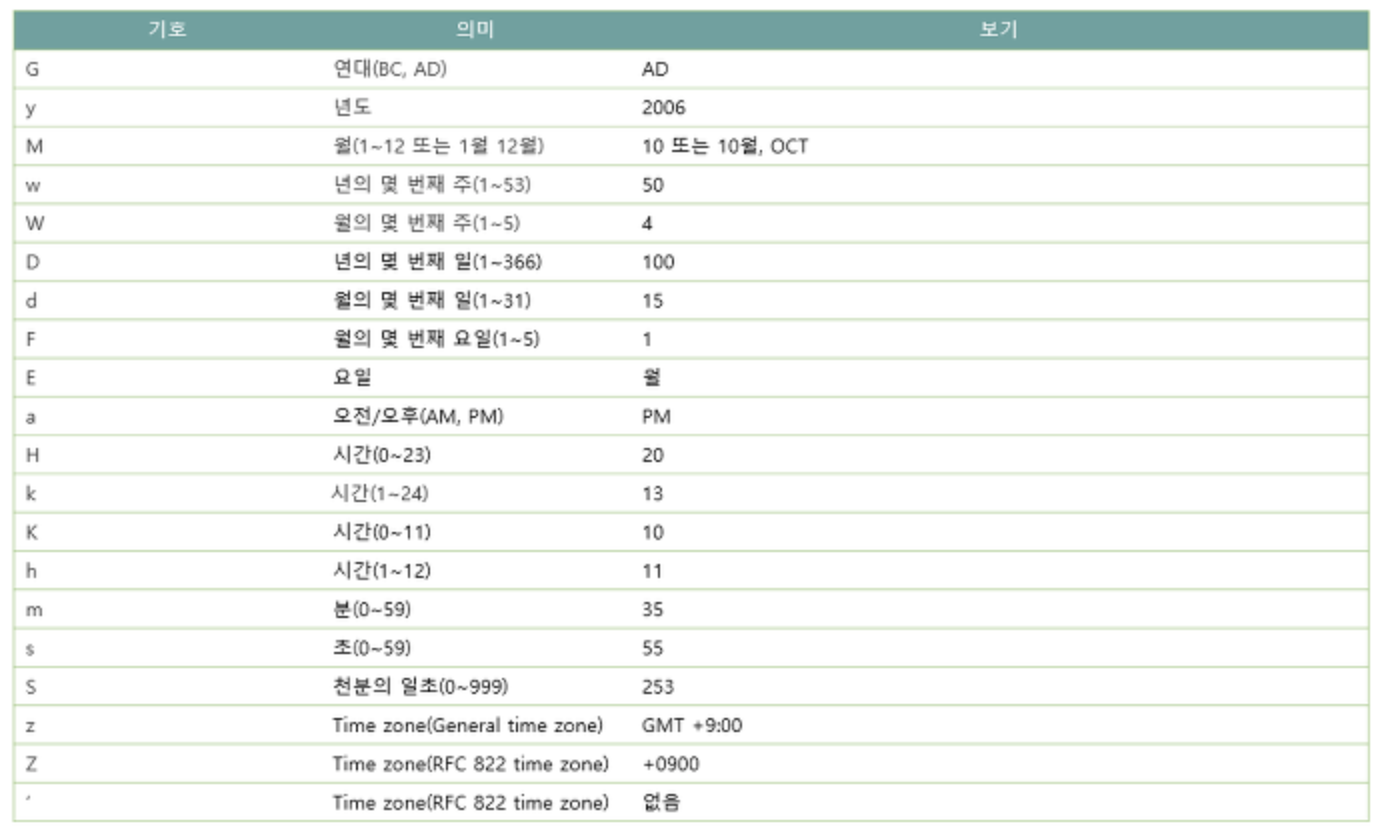 기호 의미 보기
G 연대(BC, AD) AD
y 년도 2006
M 월(1~12 또는 1월 12월) 10 또는 10월, OCT
w 년의 몇 번째 주(1~53) 50
W 월의 몇 번째 주(1~5) 4
D 년의 몇 번째 일(1~366) 100
d 월의 몇 번째 일(1~31) 15
F 월의 몇 번째 요일(1~5) 1
E 요일 월
a 오전/오후(AM, PM) PM
H 시간(0~23) 20
k 시간(1~24) 13
K 시간(0~11) 10
h 시간(1~12) 11
m 분(0~59) 35
s 초(0~59) 55
S 천분의 일초(0~999) 253
z Time zone(General time zone) GMT +9:00
Z Time zone(RFC 822 time zone) +0900
′ Time zone(RFC 822 time zone) 없음